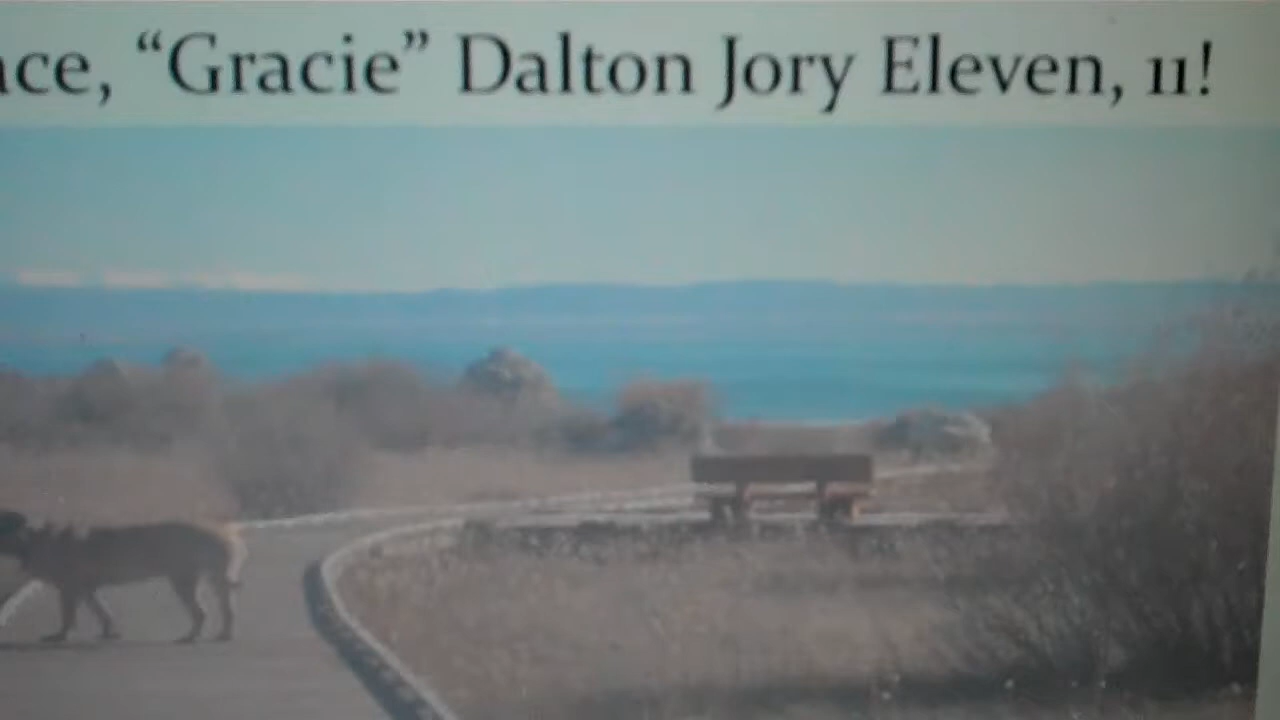 ace, “Gracie” Dalton Jory Eleven, 11!